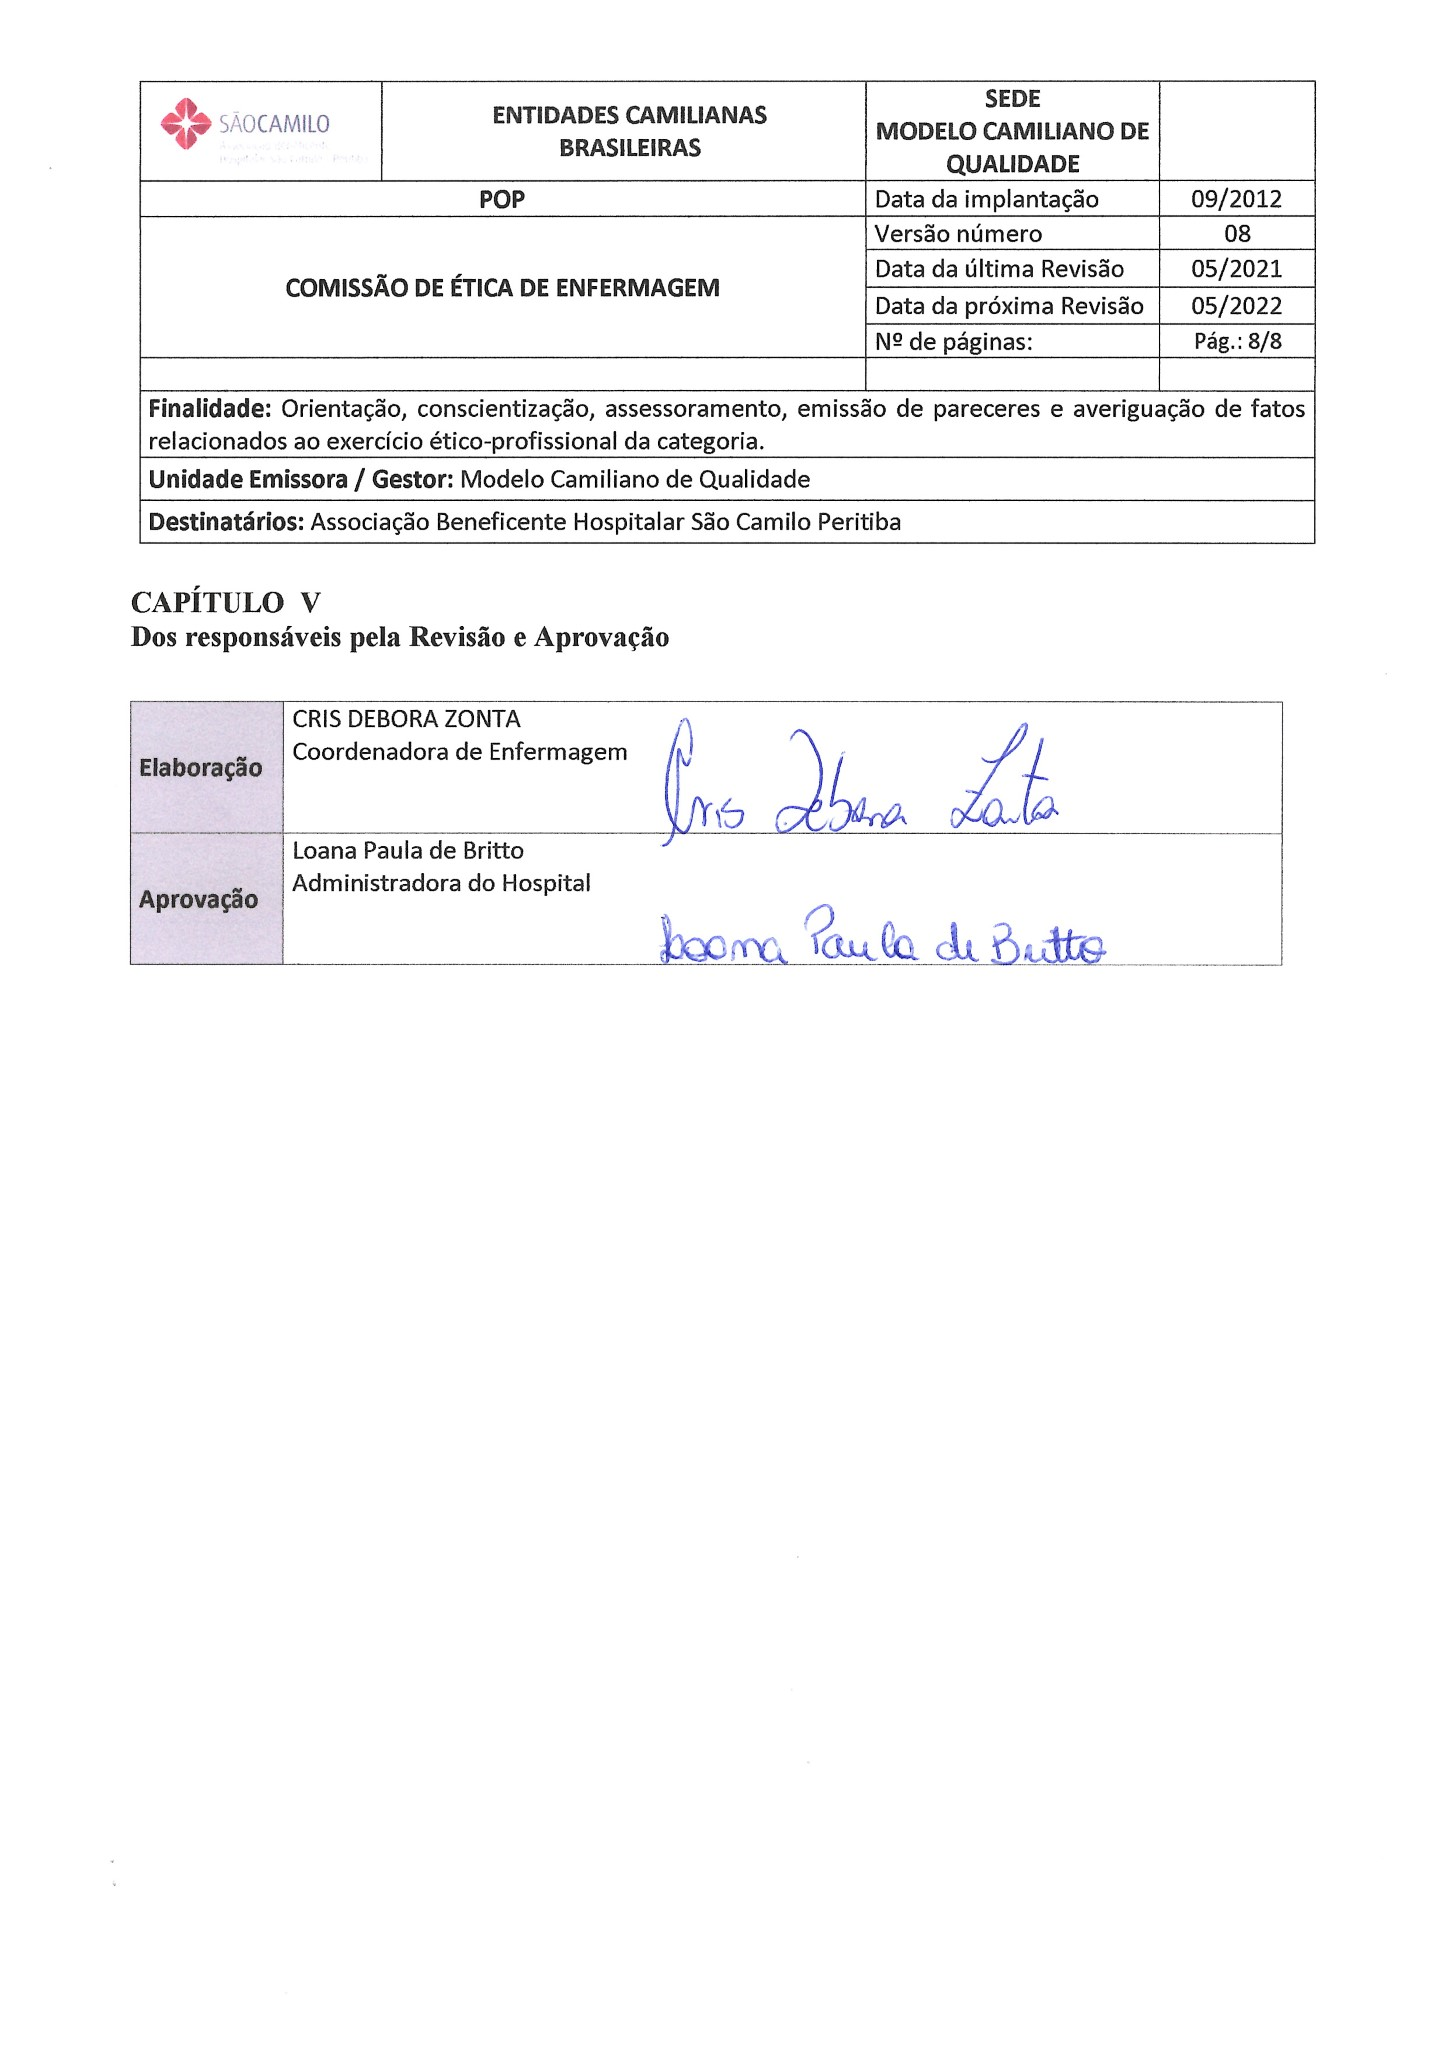 SÃOCAMILO
ENTIDADES CAMILIANAS
BRASILEIRAS
SEDE
MODELO CAMILIANO DE
QUALIDADE
POP
Data da implantação 09/2012
COMISSÃO DE ÉTICA DE ENFERMAGEM
Versão número 08
Data da última Revisão 05/2021
Data da próxima Revisão 05/2022
Nº de páginas: Pág.: 8/8
Finalidade: Orientação, conscientização, assessoramento, emissão de pareceres e averiguação de fatos
relacionados ao exercício ético-profissional da categoria.
Unidade Emissora / Gestor: Modelo Camiliano de Qualidade
Destinatários: Associação Beneficente Hospitalar São Camilo Peritiba
CAPÍTULO V
Dos responsáveis pela Revisão e Aprovação
Elaboração
CRIS DEBORA ZONTA
Coordenadora de Enfermagem
Cris Debora Zonta
Aprovação
Loana Paula de Britto
Administradora do Hospital
Loana Paula de Britto